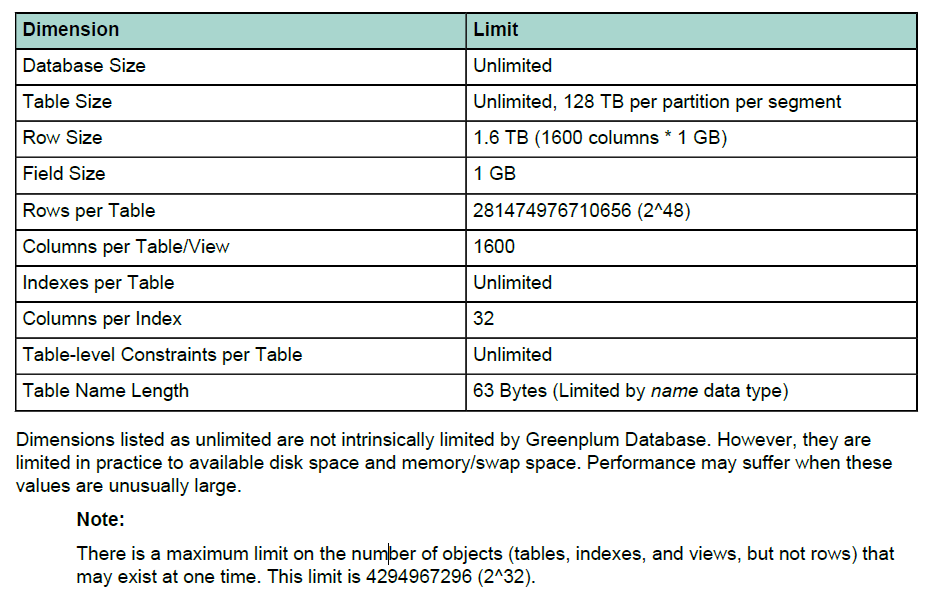 Dimension Limit
Database Size Unlimited
Table Size Unlimited, 128 TB per partition per segment
Row Size 1.6 TB (1600 columns * 1 GB)
Field Size 1 GB
Rows per Table 281474976710656 (2^48)
Columns per Table/View 1600
Indexes per Table Unlimited
Columns per Index 32
Table-level Constraints per Table Unlimited
Table Name Length 63 Bytes (Limited by name data type)
Dimensions listed as unlimited are not intrinsically limited by Greenplum Database. However, they are
limited in practice to available disk space and memory/swap space. Performance may suffer when these
values are unusually large.
Note:
There is a maximum limit on the number of objects (tables, indexes, and views, but not rows) that
may exist at one time. This limit is 4294967296 (2^32).